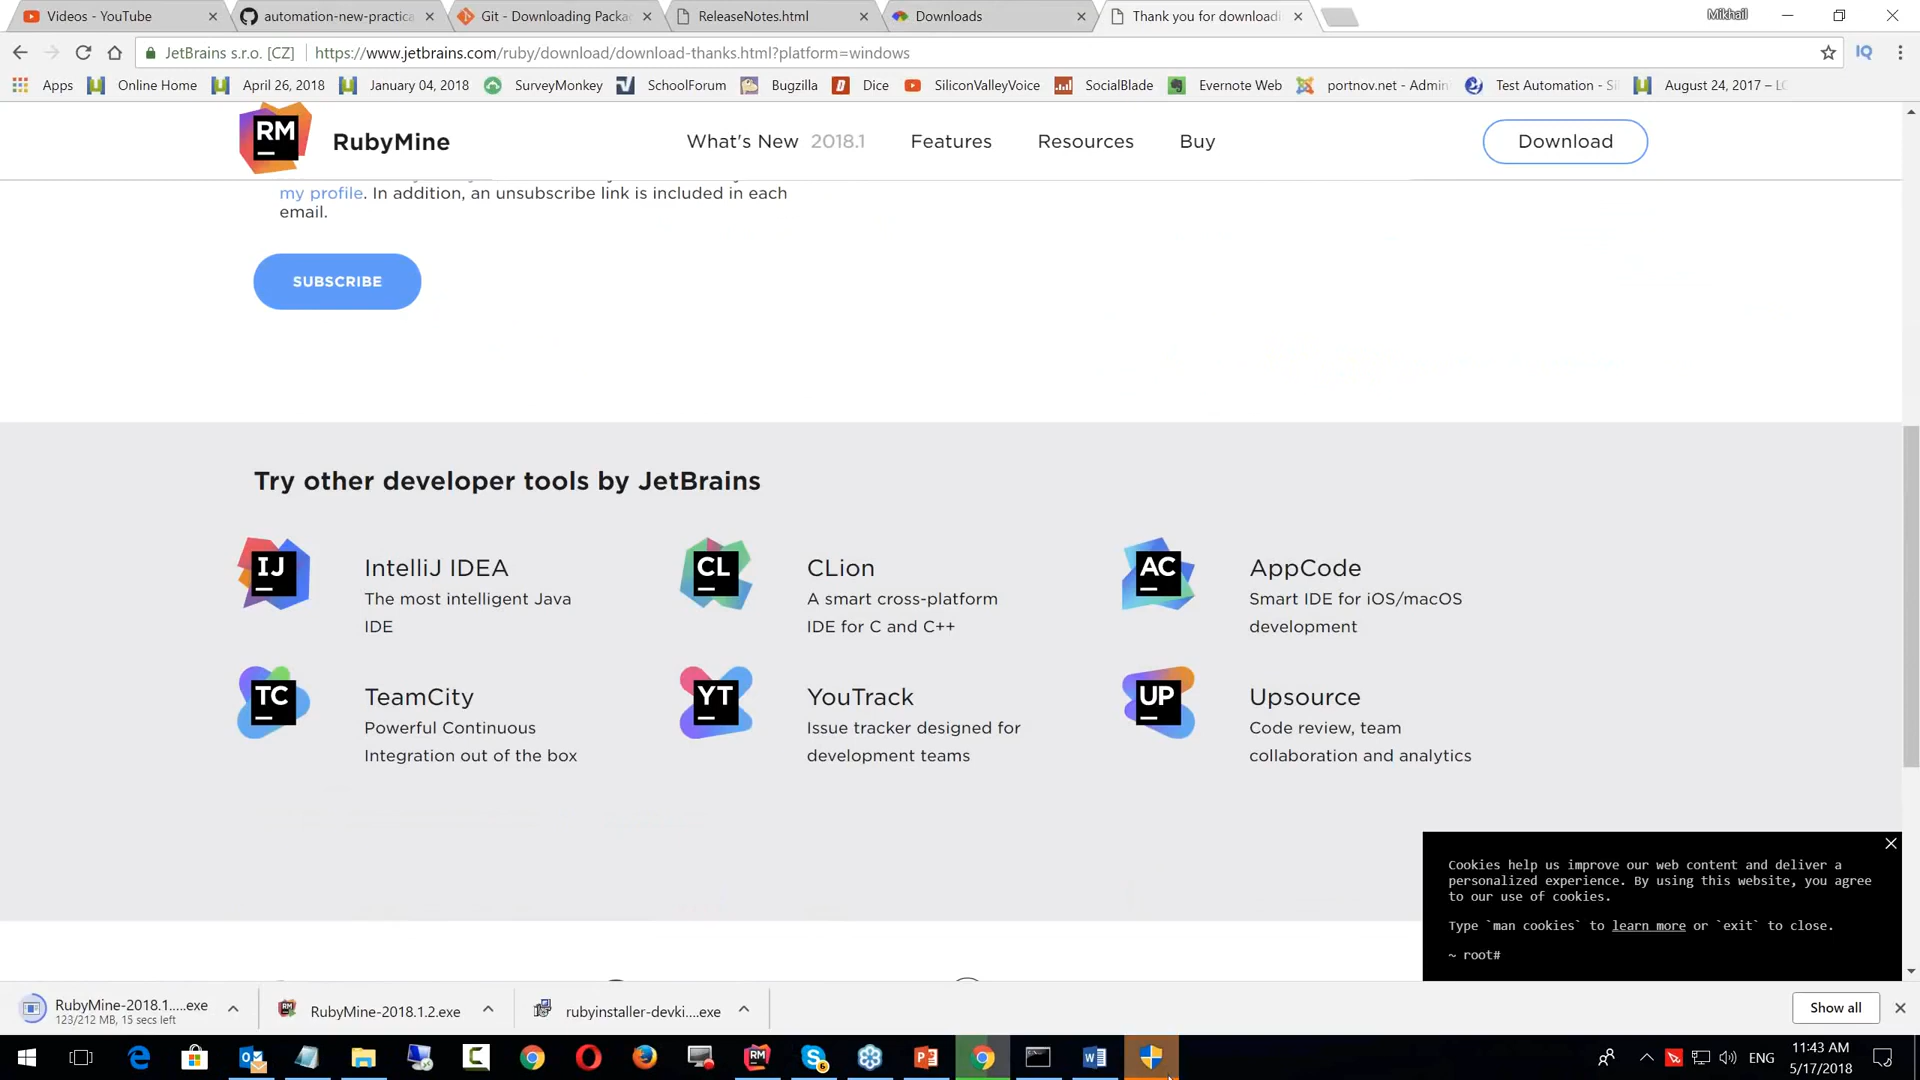 Videos - YouTube
automation-new-practica
Git - Downloading Packa
ReleaseNotes.html
Downloads
Thank you for downloadi
Mikhail
JetBrains s.r.o. [CZ]
https://www.jetbrains.com/ruby/download/download-thanks.html?platform=windows
IQ
Apps
Online Home
April 26, 2018
January 04, 2018
SurveyMonkey
SchoolForum
Bugzilla
Dice
SiliconValleyVoice
SocialBlade
Evernote Web
portnov.net - Admin
Test Automation - Si
August 24, 2017 – LC
RM
RubyMine
What's New 2018.1
Features
Resources
Buy
Download
my profile. In addition, an unsubscribe link is included in each
email.
SUBSCRIBE
Try other developer tools by JetBrains
IJ
IntelliJ IDEA
The most intelligent Java
IDE
CL
CLion
A smart cross-platform
IDE for C and C++
AC
AppCode
Smart IDE for iOS/macOS
development
TC
TeamCity
Powerful Continuous
Integration out of the box
YT
YouTrack
Issue tracker designed for
development teams
UP
Upsource
Code review, team
collaboration and analytics
Cookies help us improve our web content and deliver a
personalized experience. By using this website, you agree
to our use of cookies.
Type `man cookies` to learn more or `exit` to close.
~ root#
RubyMine-2018.1.....exe
123/212 MB, 15 secs left
RubyMine-2018.1.2.exe
rubyinstaller-devki....exe
Show all
ENG
11:43 AM
5/17/2018